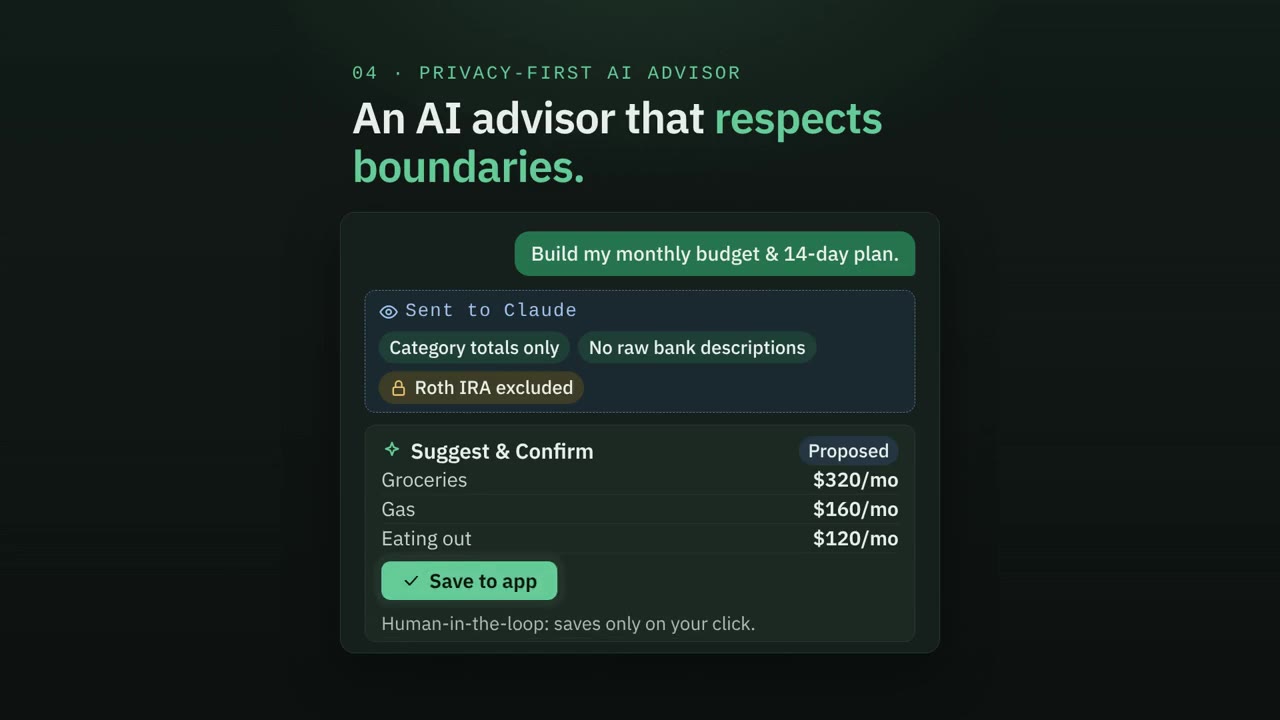 04 · PRIVACY-FIRST AI ADVISOR
An AI advisor that respects
boundaries.
Build my monthly budget & 14-day plan.
Sent to Claude
Category totals only No raw bank descriptions
Roth IRA excluded
Suggest & Confirm Proposed
Groceries $320/mo
Gas $160/mo
Eating out $120/mo
Save to app
Human-in-the-loop: saves only on your click.